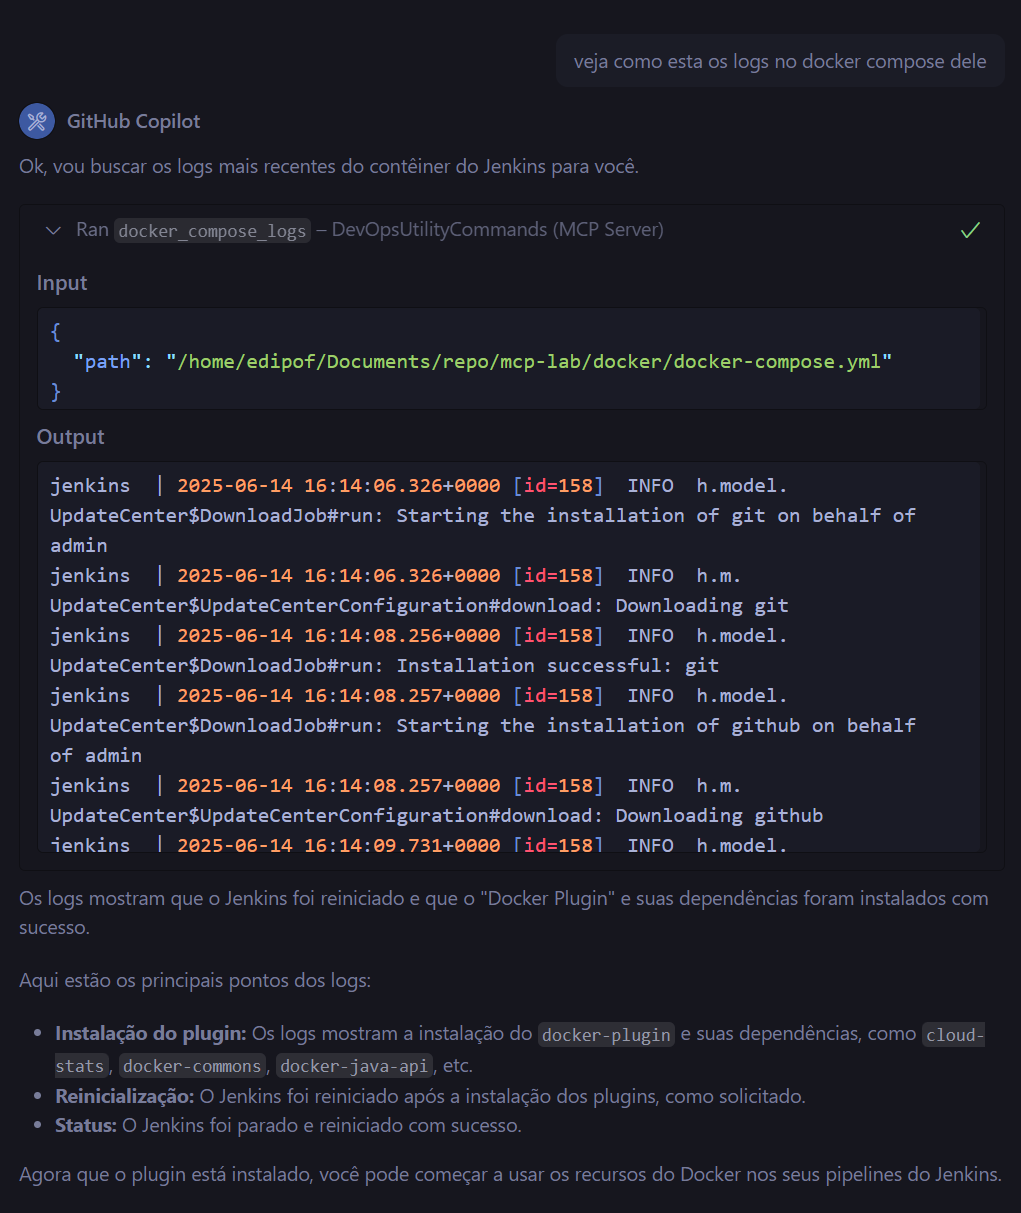 veja como esta os logs no docker compose dele
GitHub Copilot
Ok, vou buscar os logs mais recentes do contêiner do Jenkins para você.
Ran docker_compose_logs – DevOpsUtilityCommands (MCP Server)
Input
{
"path": "/home/edipof/Documents/repo/mcp-lab/docker/docker-compose.yml"
}
Output
jenkins | 2025-06-14 16:14:06.326+0000 [id=158] INFO h.model.
UpdateCenter$DownloadJob#run: Starting the installation of git on behalf of
admin
jenkins | 2025-06-14 16:14:06.326+0000 [id=158] INFO h.m.
UpdateCenter$UpdateCenterConfiguration#download: Downloading git
jenkins | 2025-06-14 16:14:08.256+0000 [id=158] INFO h.model.
UpdateCenter$DownloadJob#run: Installation successful: git
jenkins | 2025-06-14 16:14:08.257+0000 [id=158] INFO h.model.
UpdateCenter$DownloadJob#run: Starting the installation of github on behalf
of admin
jenkins | 2025-06-14 16:14:08.257+0000 [id=158] INFO h.m.
UpdateCenter$UpdateCenterConfiguration#download: Downloading github
jenkins | 2025-06-14 16:14:09.731+0000 [id=158] INFO h.model.
Os logs mostram que o Jenkins foi reiniciado e que o "Docker Plugin" e suas dependências foram instalados com
sucesso.
Aqui estão os principais pontos dos logs:
• Instalação do plugin: Os logs mostram a instalação do docker-plugin e suas dependências, como cloud-
stats, docker-commons, docker-java-api, etc.
• Reinicialização: O Jenkins foi reiniciado após a instalação dos plugins, como solicitado.
• Status: O Jenkins foi parado e reiniciado com sucesso.
Agora que o plugin está instalado, você pode começar a usar os recursos do Docker nos seus pipelines do Jenkins.